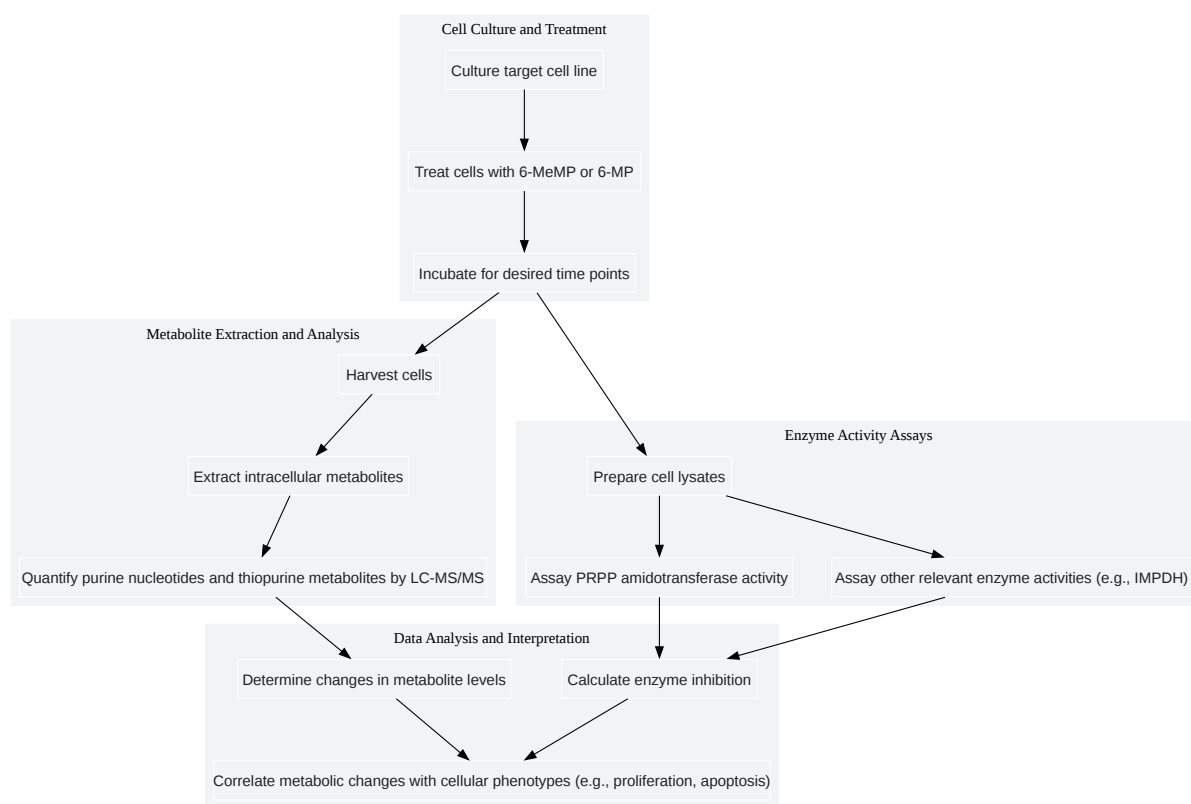 Cell Culture and Treatment
Culture target cell line
Treat cells with 6-MeMP or 6-MP
Incubate for desired time points
Metabolite Extraction and Analysis
Harvest cells
Extract intracellular metabolites
Quantify purine nucleotides and thiopurine metabolites by LC-MS/MS
Enzyme Activity Assays
Prepare cell lysates
Assay PRPP amidotransferase activity
Assay other relevant enzyme activities (e.g., IMPDH)
Data Analysis and Interpretation
Determine changes in metabolite levels
Calculate enzyme inhibition
Correlate metabolic changes with cellular phenotypes (e.g., proliferation, apoptosis)